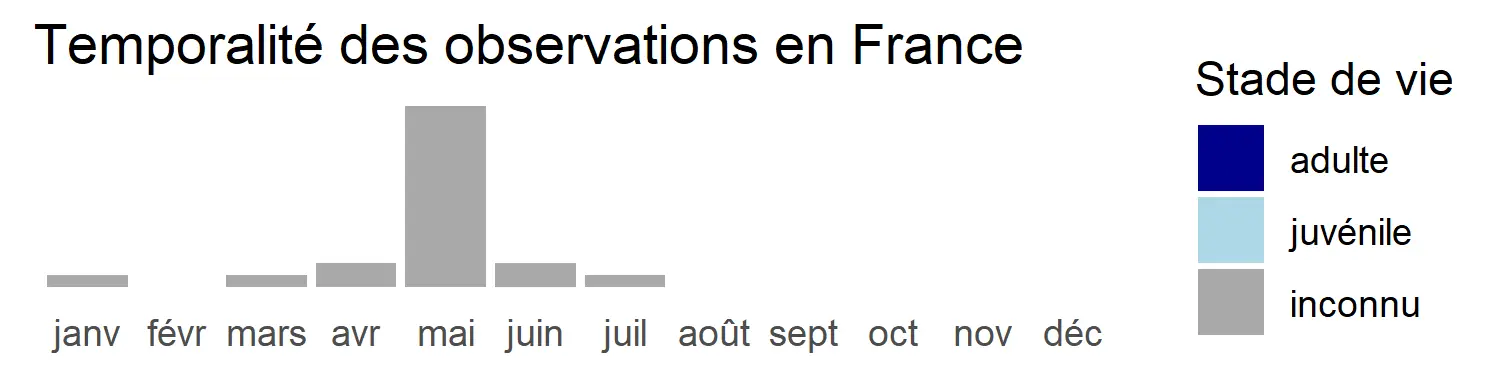 Temporalité des observations en France
janv févr mars avr mai juin juil août sept oct nov déc
Stade de vie
adulte
juvénile
inconnu